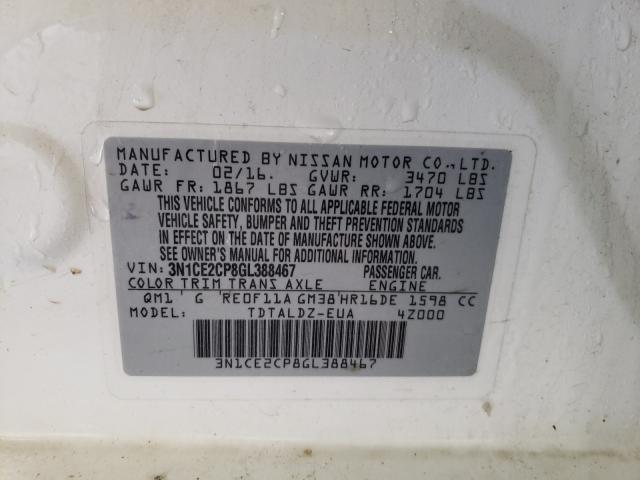 MANUFACTURED BY NISSAN MOTOR CO., LTD.
DATE: 02/16. GVWR: 3470 LBS
GAWR FR: 1867 LBS GAWR RR: 1704 LBS
THIS VEHICLE CONFORMS TO ALL APPLICABLE FEDERAL MOTOR
VEHICLE SAFETY, BUMPER AND THEFT PREVENTION STANDARDS
IN EFFECT ON THE DATE OF MANUFACTURE SHOWN ABOVE.
SEE OWNER'S MANUAL FOR ADDITIONAL INFORMATION.
VIN: 3N1CE2CP8GL388467 PASSENGER CAR.
COLOR TRIM TRANS AXLE ENGINE
QM1 G RE0F11A GM38 HR16DE 1598 CC
MODEL: TDTALDZ-EUA 4Z000
3N1CE2CP8GL388467